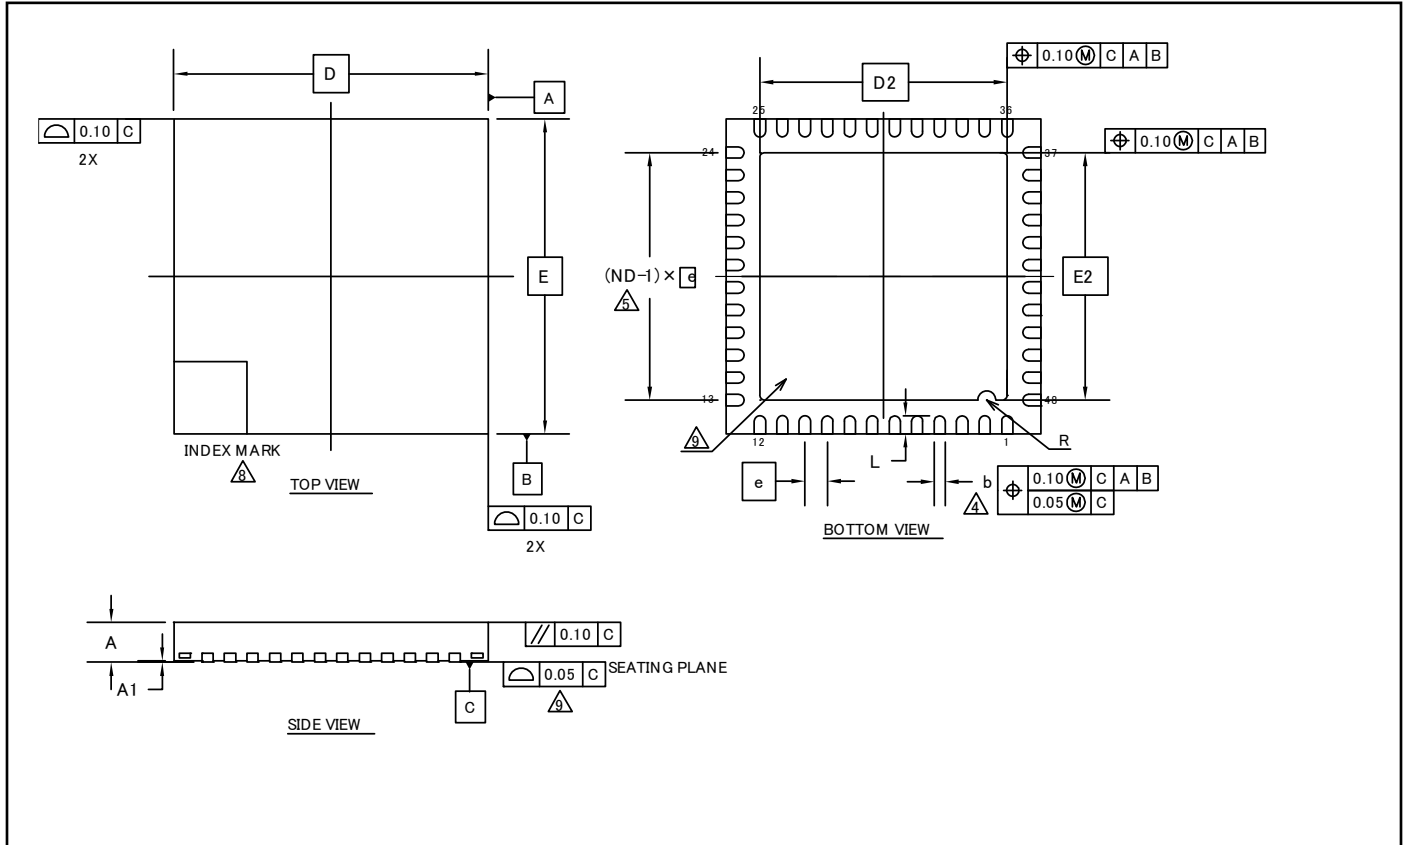 D
A
0.10 C
2X
E
INDEX MARK
8
TOP VIEW
B
0.10 C
2X
D2
0.10 Ⓜ C A B
25
36
0.10 Ⓜ C A B
24
37
(ND-1)× e
5
E2
13
48
9
12
1
R
L
e
b
4
0.10 Ⓜ C A B
0.05 Ⓜ C
BOTTOM VIEW
A
// 0.10 C
A1
0.05 C
SEATING PLANE
9
C
SIDE VIEW